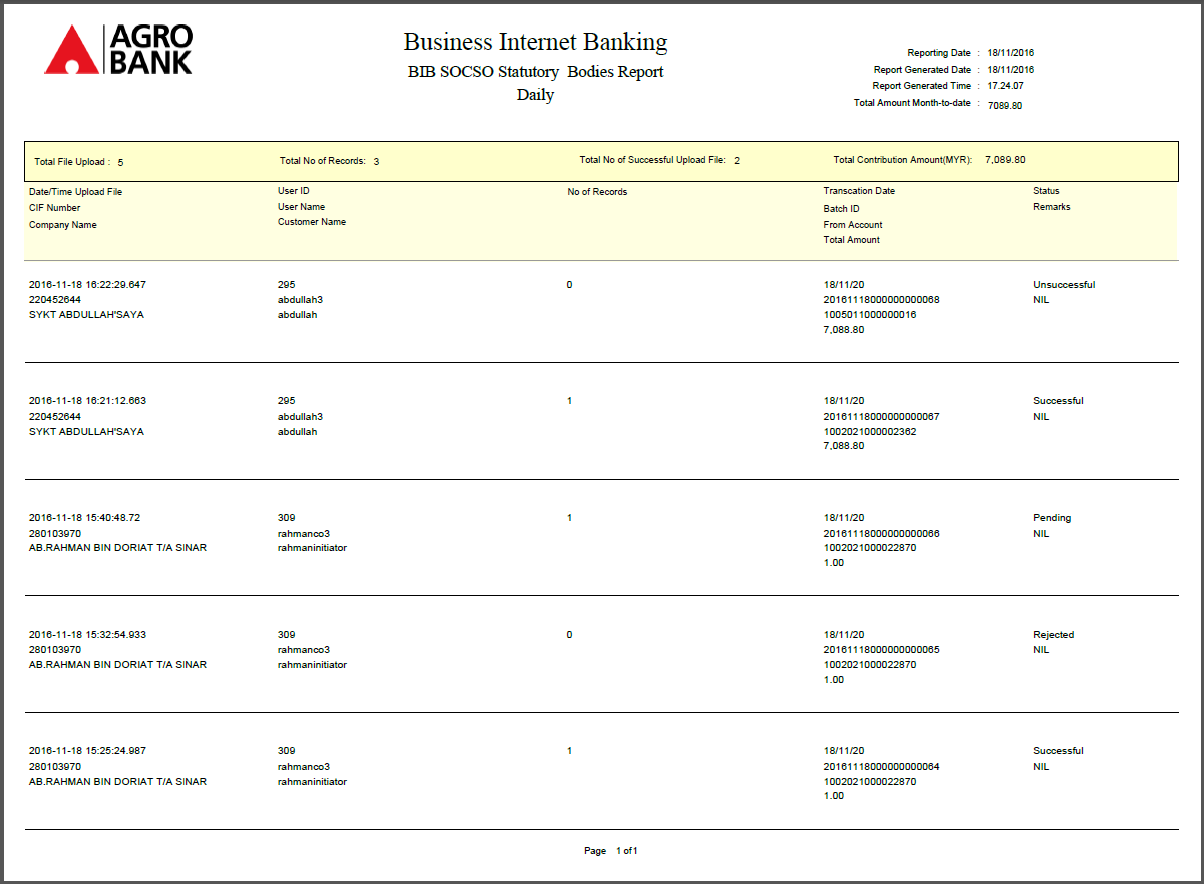 AGRO
BANK
Business Internet Banking
BIB SOCSO Statutory Bodies Report
Daily
Reporting Date : 18/11/2016
Report Generated Date : 18/11/2016
Report Generated Time : 17.24.07
Total Amount Month-to-date : 7089.80
Total File Upload : 5 Total No of Records: 3 Total No of Successful Upload File: 2 Total Contribution Amount(MYR): 7,089.80
Date/Time Upload File User ID No of Records Transcation Date Status
CIF Number User Name Batch ID Remarks
Company Name Customer Name From Account
Total Amount
2016-11-18 16:22:29.647 295 0 18/11/20 Unsuccessful
220452644 abdullah3 20161118000000000068 NIL
SYKT ABDULLAH'SAYA abdullah 1005011000000016
7,088.80
2016-11-18 16:21:12.663 295 1 18/11/20 Successful
220452644 abdullah3 20161118000000000067 NIL
SYKT ABDULLAH'SAYA abdullah 1002021000002362
7,088.80
2016-11-18 15:40:48.72 309 1 18/11/20 Pending
280103970 rahmanco3 20161118000000000066 NIL
AB.RAHMAN BIN DORIAT T/A SINAR rahmaninitiator 1002021000022870
1.00
2016-11-18 15:32:54.933 309 0 18/11/20 Rejected
280103970 rahmanco3 20161118000000000065 NIL
AB.RAHMAN BIN DORIAT T/A SINAR rahmaninitiator 1002021000022870
1.00
2016-11-18 15:25:24.987 309 1 18/11/20 Successful
280103970 rahmanco3 20161118000000000064 NIL
AB.RAHMAN BIN DORIAT T/A SINAR rahmaninitiator 1002021000022870
1.00
Page 1 of 1